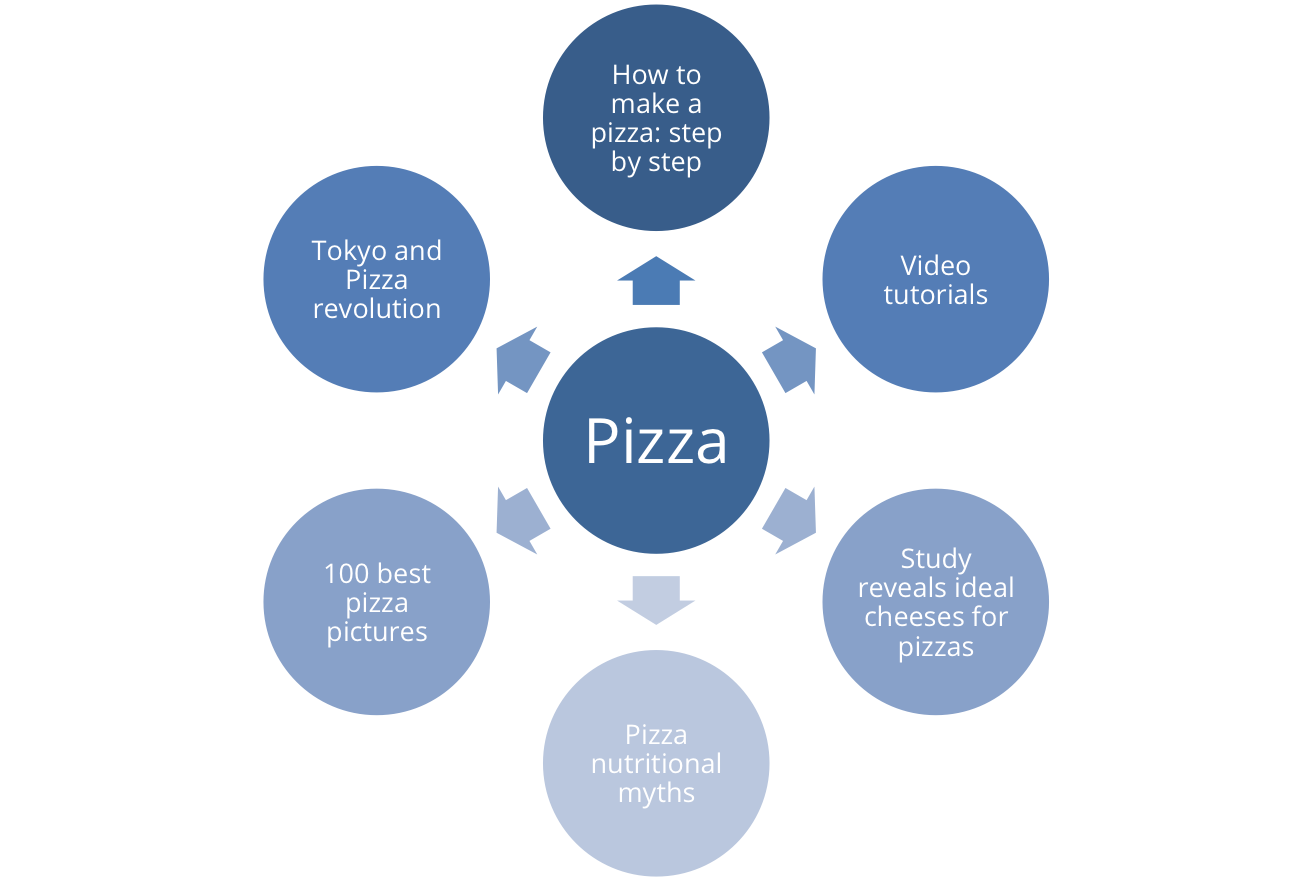 How to
make a
pizza: step
by step
Tokyo and
Pizza
revolution
Video
tutorials
Pizza
100 best
pizza
pictures
Study
reveals ideal
cheeses for
pizzas
Pizza
nutritional
myths